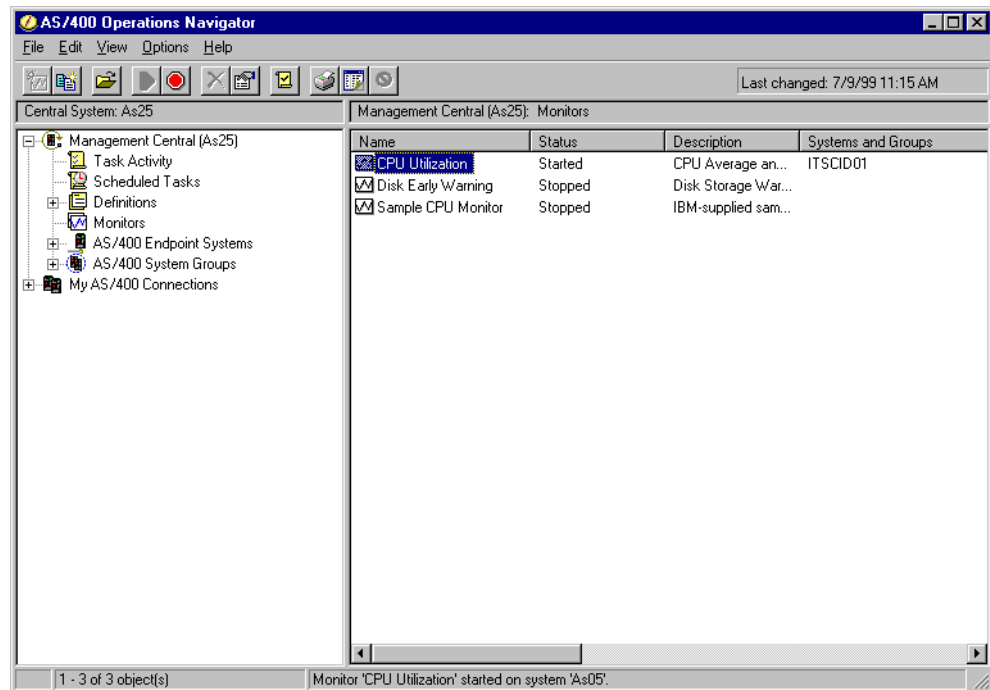 AS/400 Operations Navigator
File Edit View Options Help
Last changed: 7/9/99 11:15 AM
Central System: As25
Management Central (As25): Monitors
Management Central (As25)
Task Activity
Scheduled Tasks
Definitions
Monitors
AS/400 Endpoint Systems
AS/400 System Groups
My AS/400 Connections
Name Status Description Systems and Groups
CPU Utilization Started CPU Average an... ITSCID01
Disk Early Warning Stopped Disk Storage War...
Sample CPU Monitor Stopped IBM-supplied sam...
1 - 3 of 3 object(s) Monitor 'CPU Utilization' started on system 'As05'.